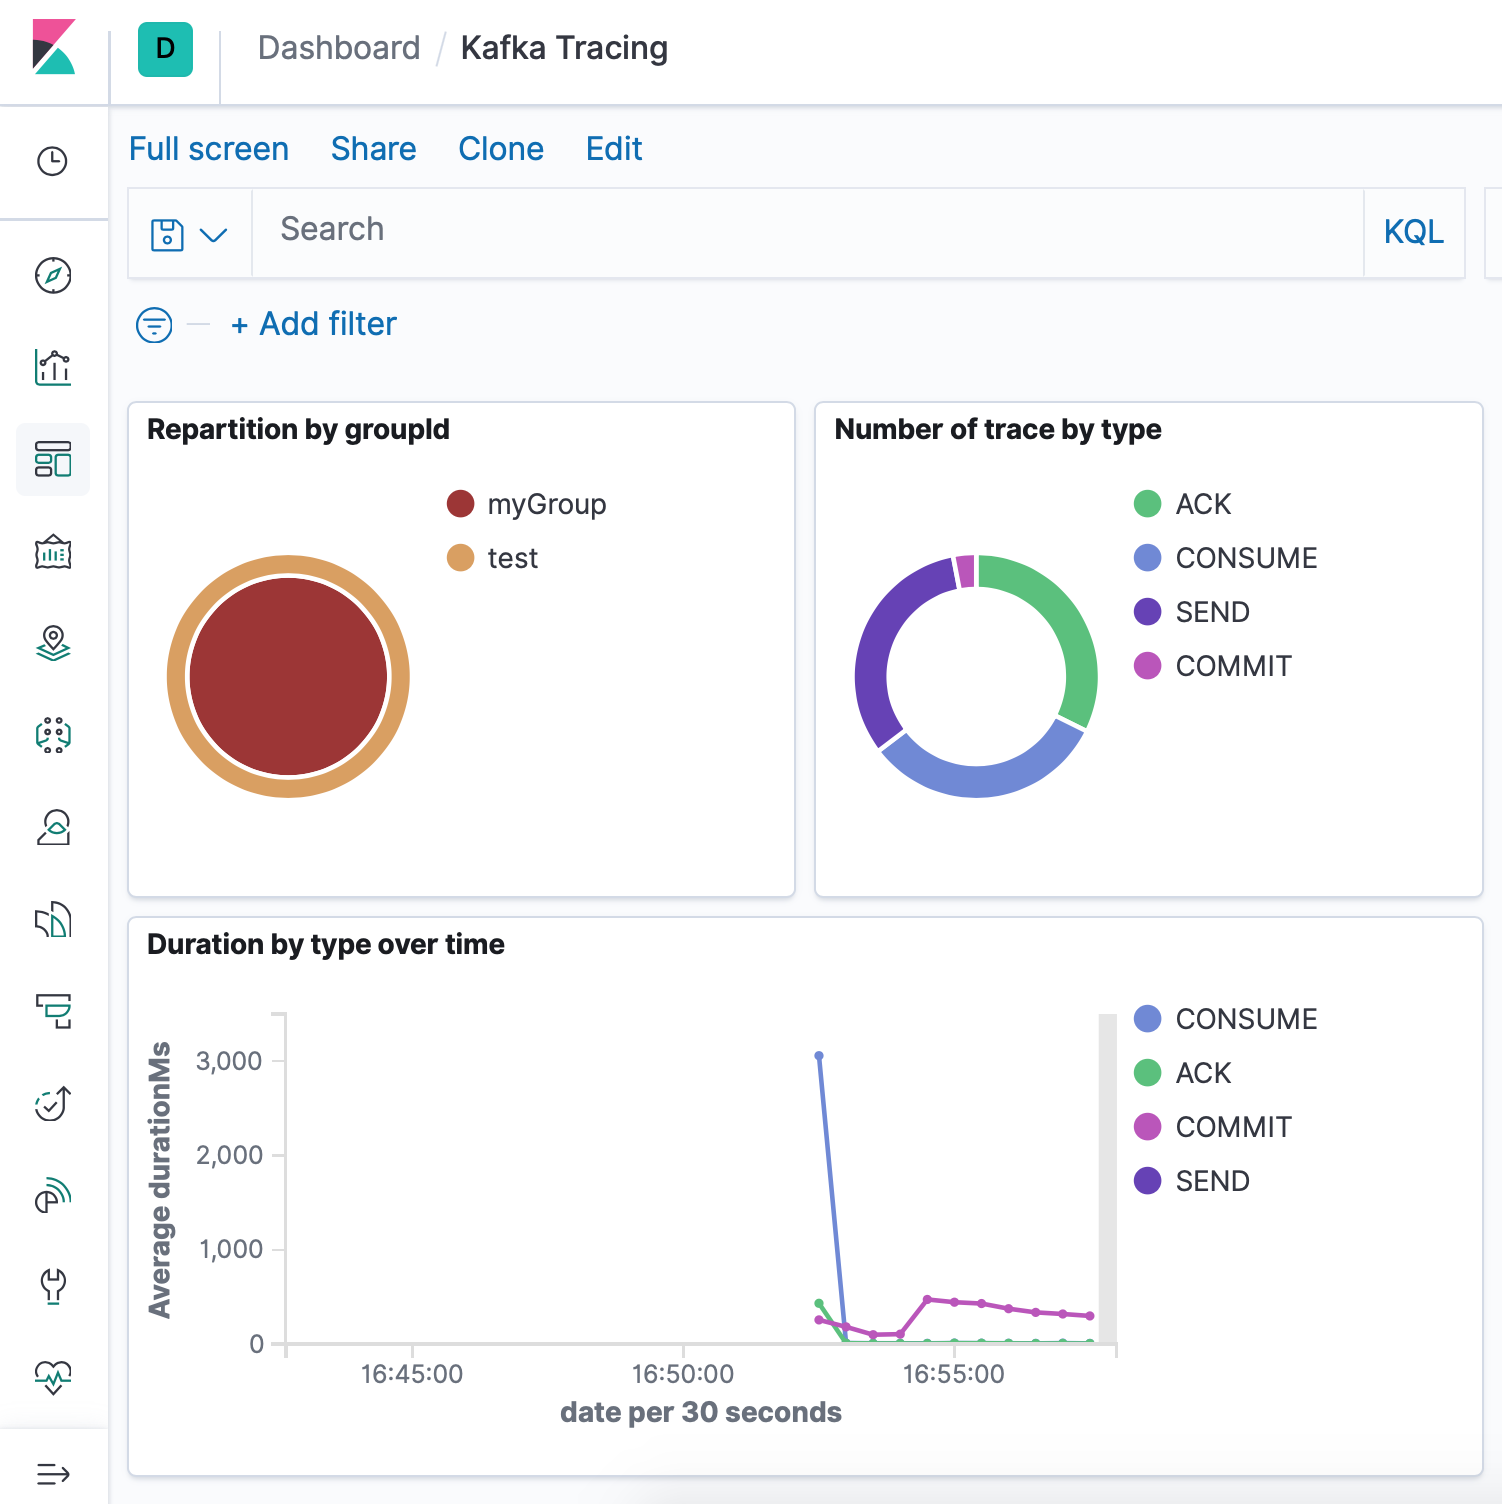 D
Dashboard / Kafka Tracing
Full screen Share Clone Edit
Search
KQL
+ Add filter
Repartition by groupId
myGroup
test
Number of trace by type
ACK
CONSUME
SEND
COMMIT
Duration by type over time
Average durationMs
3,000
2,000
1,000
0
16:45:00 16:50:00 16:55:00
date per 30 seconds
CONSUME
ACK
COMMIT
SEND